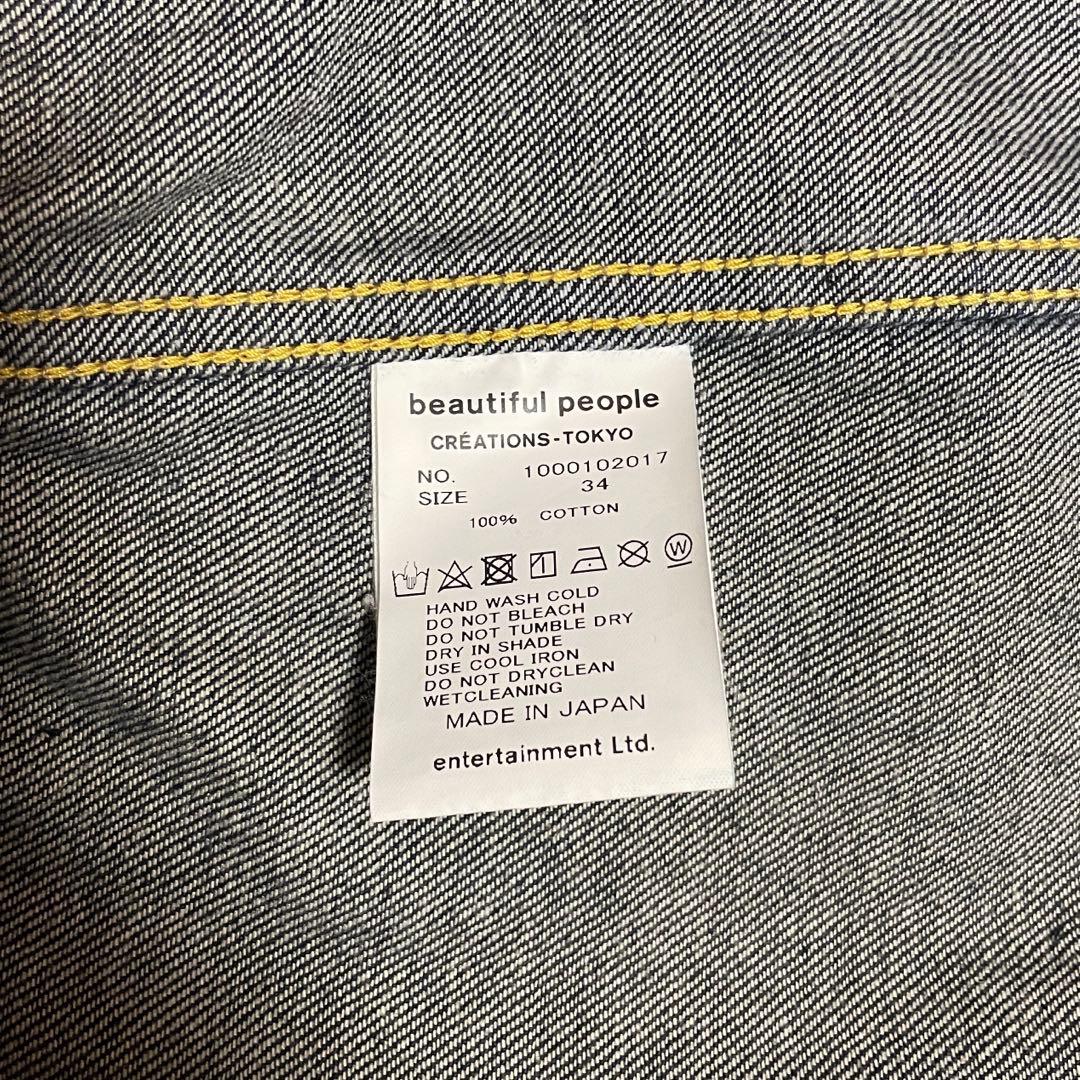 beautiful people
CRÉATIONS-TOKYO
NO. 1000102017
SIZE 34
100% COTTON
W
HAND WASH COLD
DO NOT BLEACH
DO NOT TUMBLE DRY
DRY IN SHADE
USE COOL IRON
DO NOT DRYCLEAN
WETCLEANING
MADE IN JAPAN
entertainment Ltd.